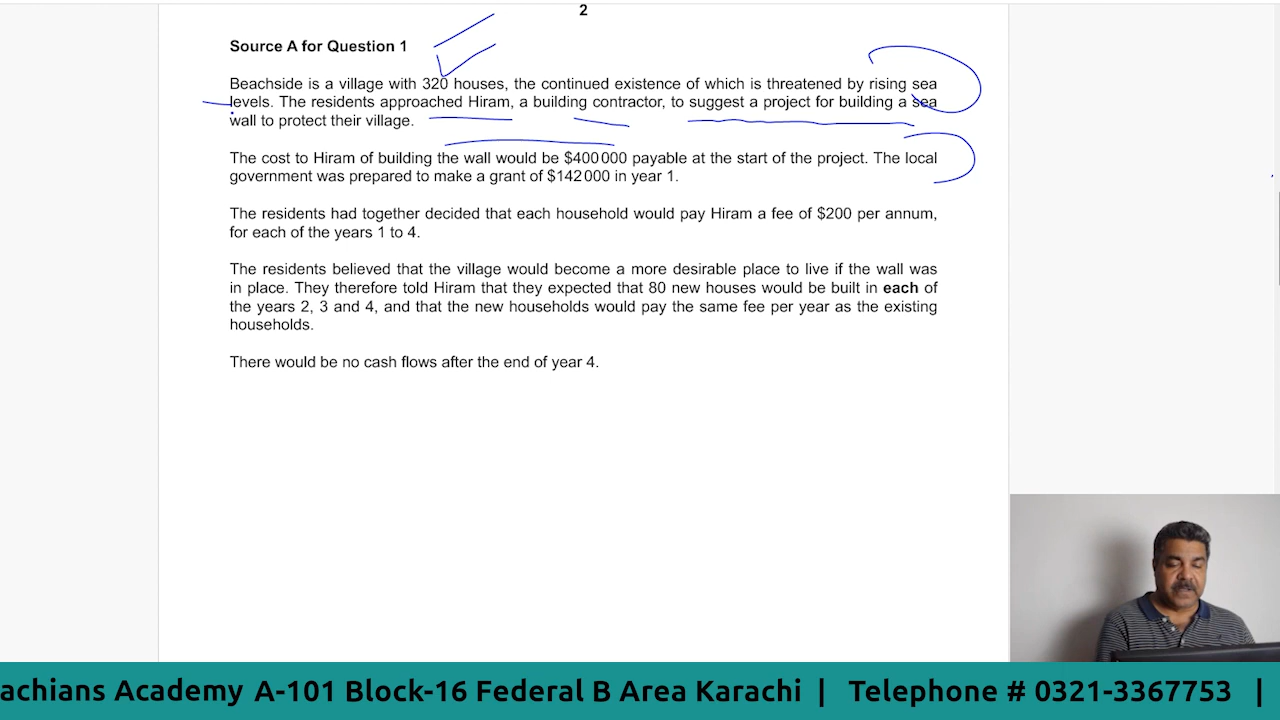 2
Source A for Question 1
Beachside is a village with 320 houses, the continued existence of which is threatened by rising sea
levels. The residents approached Hiram, a building contractor, to suggest a project for building a sea
wall to protect their village.
The cost to Hiram of building the wall would be $400 000 payable at the start of the project. The local
government was prepared to make a grant of $142 000 in year 1.
The residents had together decided that each household would pay Hiram a fee of $200 per annum,
for each of the years 1 to 4.
The residents believed that the village would become a more desirable place to live if the wall was
in place. They therefore told Hiram that they expected that 80 new houses would be built in each of
the years 2, 3 and 4, and that the new households would pay the same fee per year as the existing
households.
There would be no cash flows after the end of year 4.
achians Academy A-101 Block-16 Federal B Area Karachi | Telephone # 0321-3367753 |